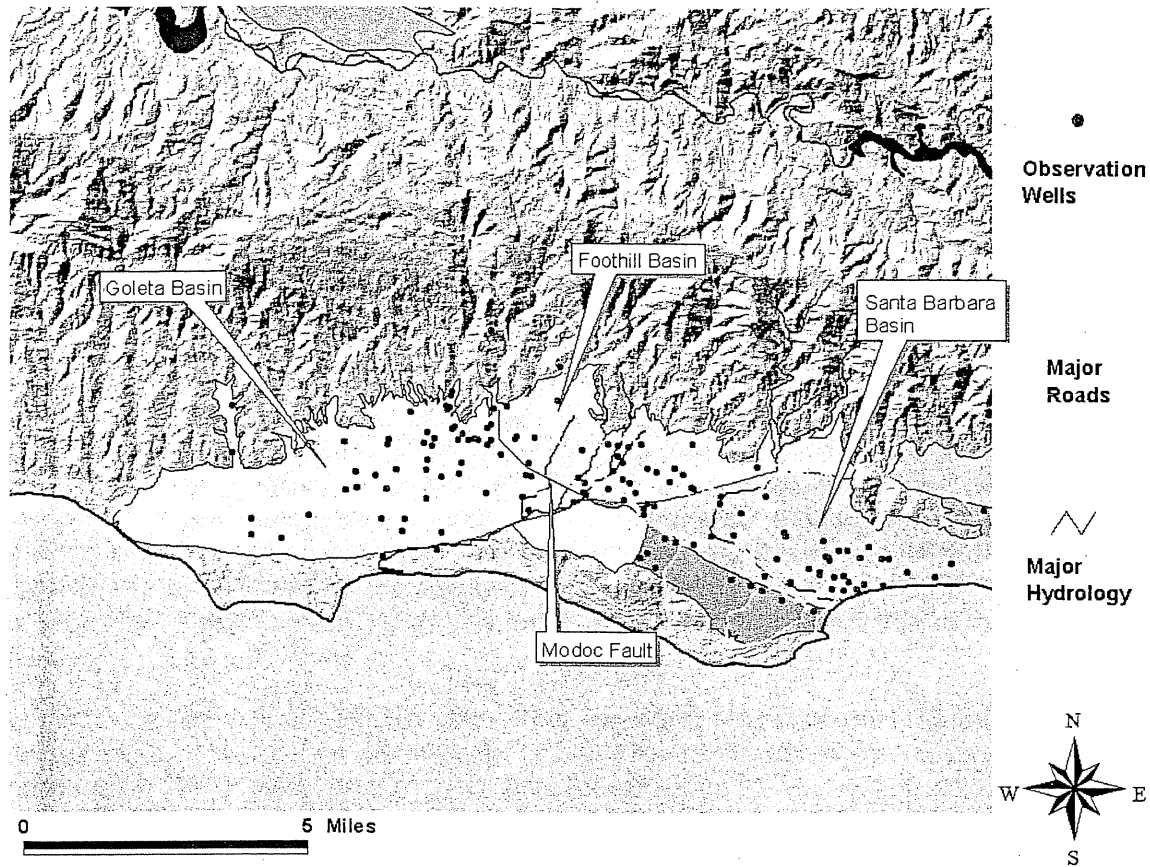 Observation
Wells
Foothill Basin
Goleta Basin
Santa Barbara
Basin
Major
Roads
Major
Hydrology
Modoc Fault
N
W
E
S
0 5 Miles